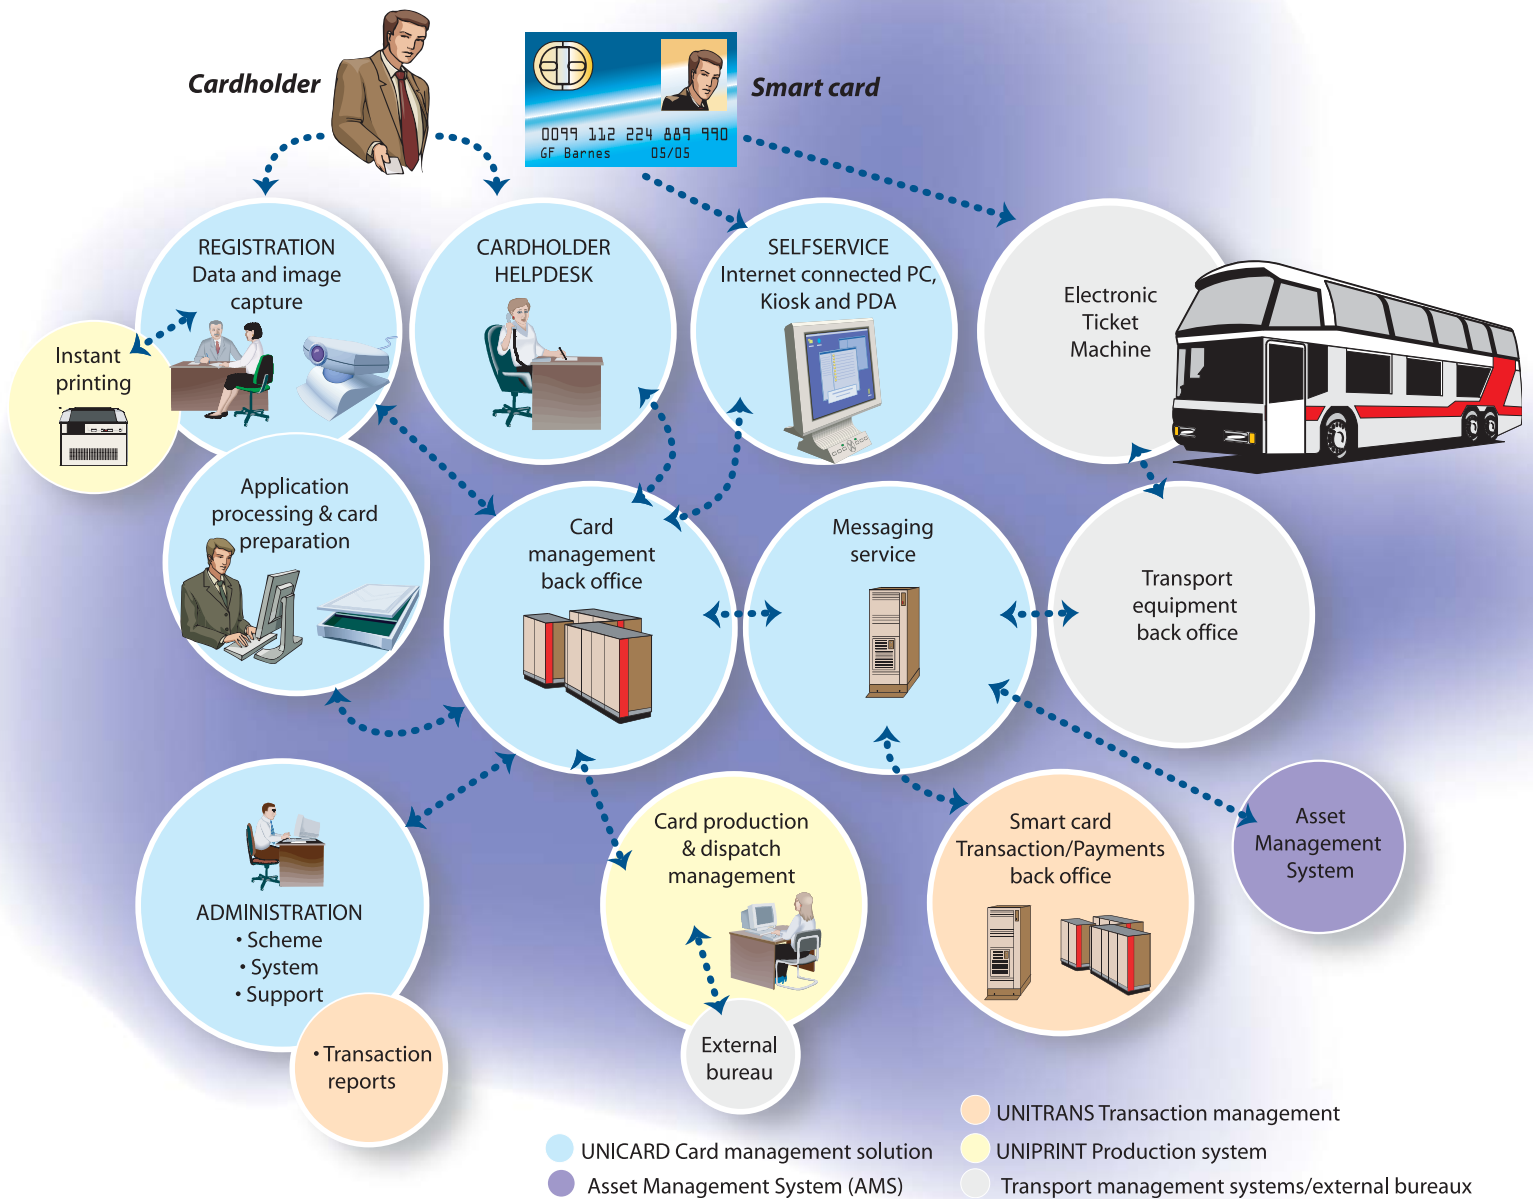 Cardholder
Smart card
0099 112 224 889 990
GF Barnes 05/05
REGISTRATION
Data and image
capture
CARDHOLDER
HELPDESK
SELFSERVICE
Internet connected PC,
Kiosk and PDA
Electronic
Ticket
Machine
Instant
printing
Application
processing & card
preparation
Card
management
back office
Messaging
service
Transport
equipment
back office
ADMINISTRATION
• Scheme
• System
• Support
• Transaction
reports
Card production
& dispatch
management
External
bureau
Smart card
Transaction/Payments
back office
Asset
Management
System
UNITRANS Transaction management
UNICARD Card management solution
UNIPRINT Production system
Asset Management System (AMS)
Transport management systems/external bureaux